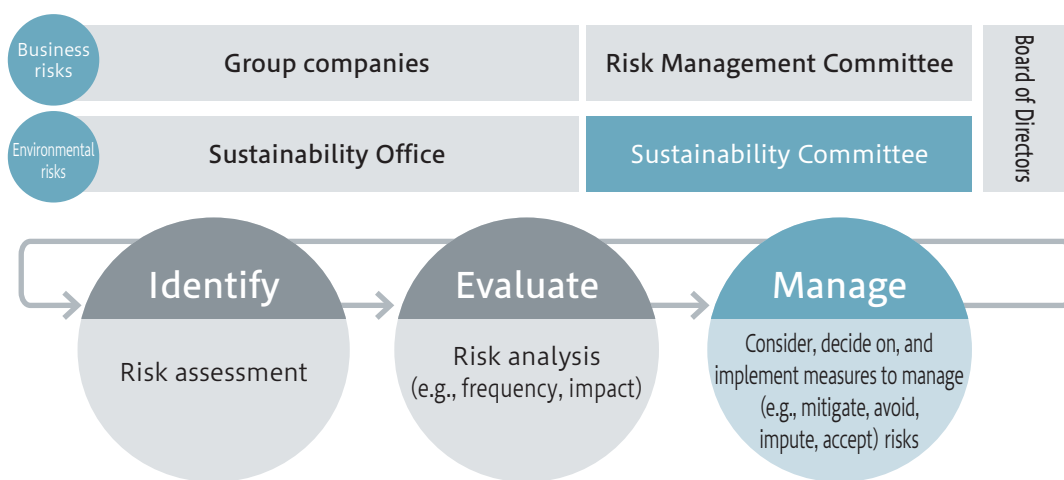 Business
risks
Group companies
Risk Management Committee
Board of Directors
Environmental
risks
Sustainability Office
Sustainability Committee
Identify
Risk assessment
Evaluate
Risk analysis
(e.g., frequency, impact)
Manage
Consider, decide on, and
implement measures to manage
(e.g., mitigate, avoid,
impute, accept) risks